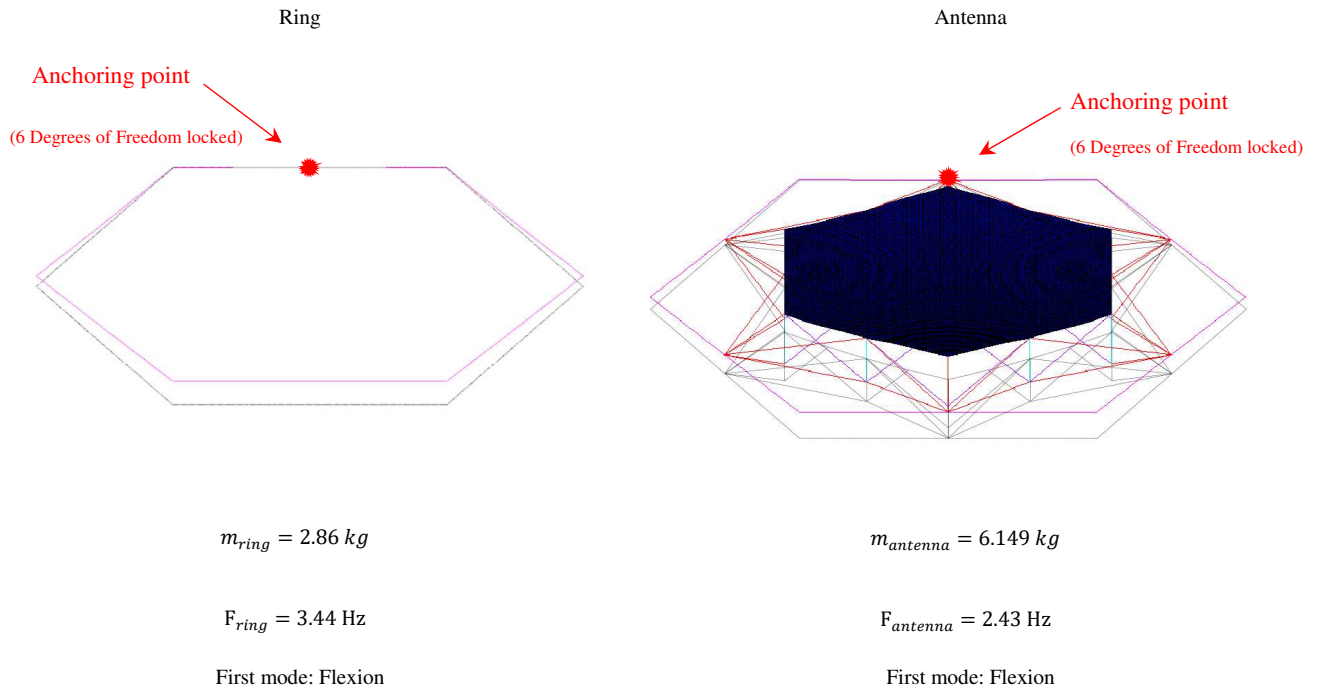 Ring
Anchoring point
(6 Degrees of Freedom locked)
m_ring = 2.86 kg
F_ring = 3.44 Hz
First mode: Flexion
Antenna
Anchoring point
(6 Degrees of Freedom locked)
m_antenna = 6.149 kg
F_antenna = 2.43 Hz
First mode: Flexion